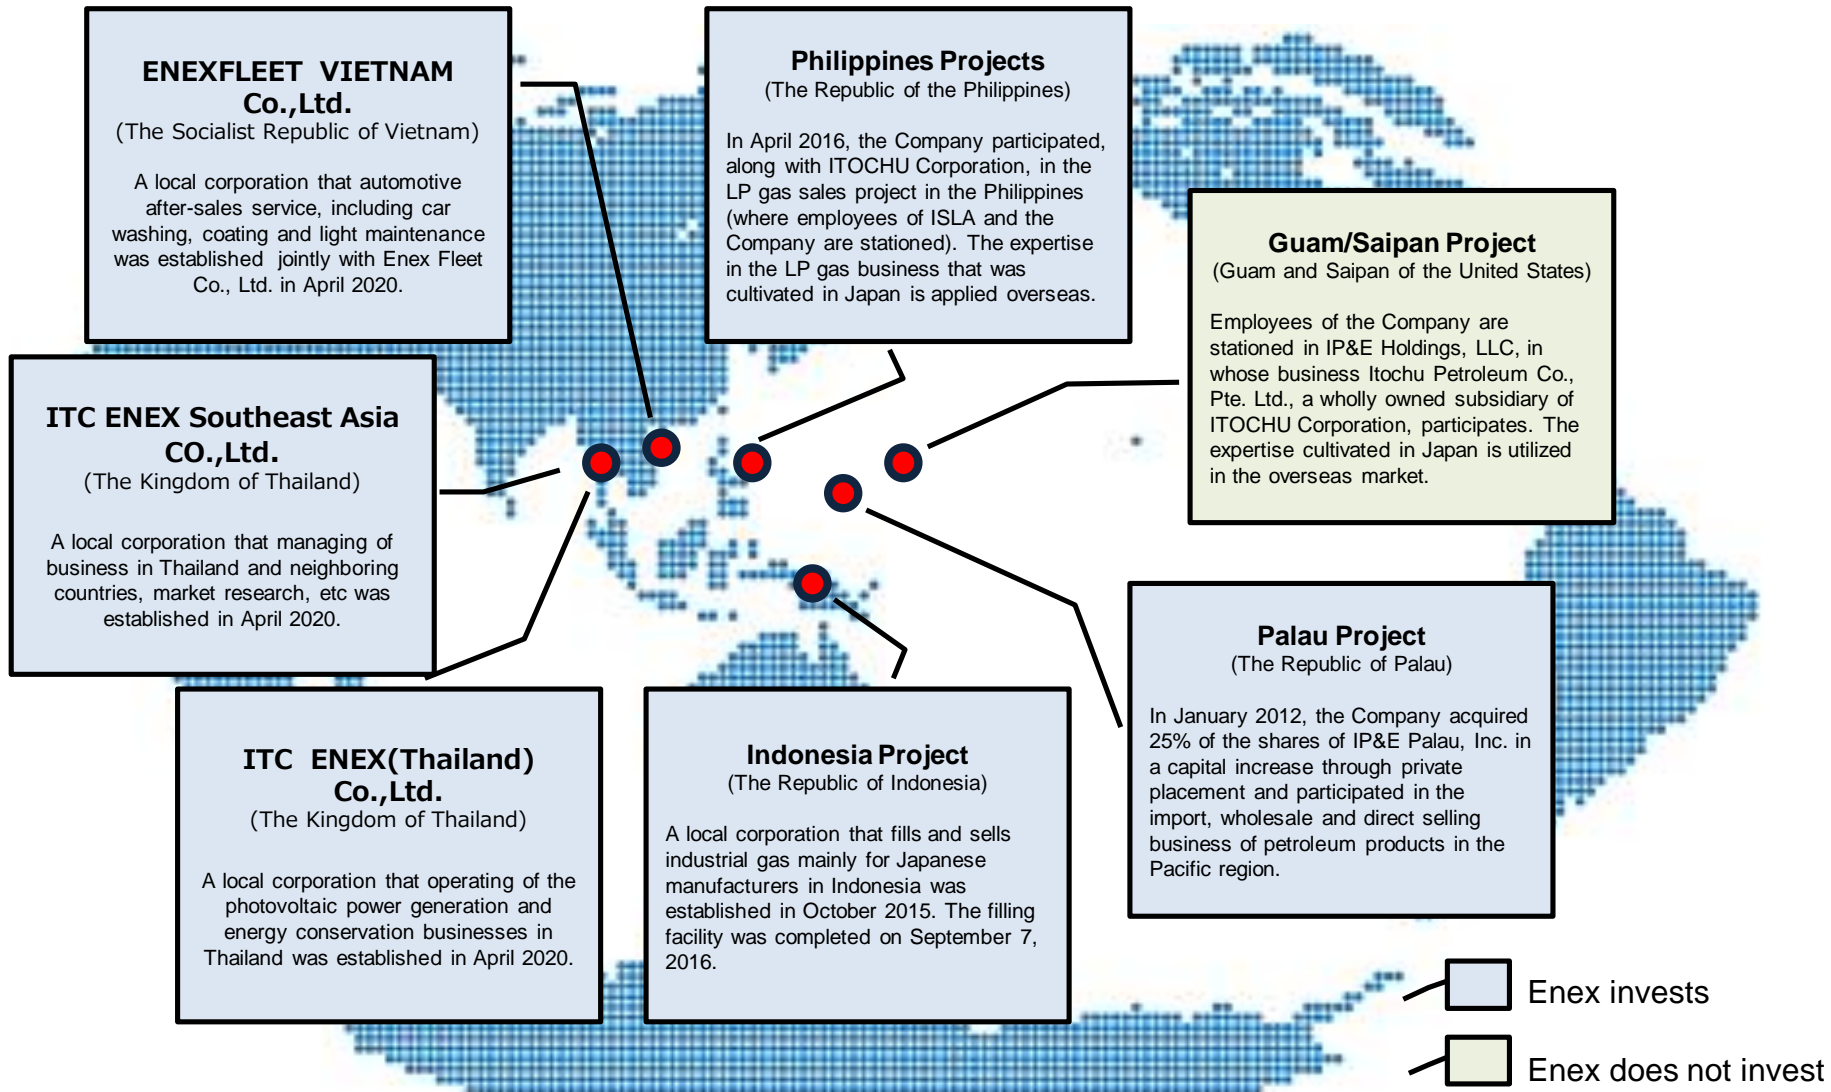 ENEXFLEET VIETNAM
Co.,Ltd.
(The Socialist Republic of Vietnam)
A local corporation that automotive
after-sales service, including car
washing, coating and light maintenance
was established jointly with Enex Fleet
Co., Ltd. in April 2020.
Philippines Projects
(The Republic of the Philippines)
In April 2016, the Company participated,
along with ITOCHU Corporation, in the
LP gas sales project in the Philippines
(where employees of ISLA and the
Company are stationed). The expertise
in the LP gas business that was
cultivated in Japan is applied overseas.
Guam/Saipan Project
(Guam and Saipan of the United States)
Employees of the Company are
stationed in IP&E Holdings, LLC, in
whose business Itochu Petroleum Co.,
Pte. Ltd., a wholly owned subsidiary of
ITOCHU Corporation, participates. The
expertise cultivated in Japan is utilized
in the overseas market.
ITC ENEX Southeast Asia
CO.,Ltd.
(The Kingdom of Thailand)
A local corporation that managing of
business in Thailand and neighboring
countries, market research, etc was
established in April 2020.
Palau Project
(The Republic of Palau)
In January 2012, the Company acquired
25% of the shares of IP&E Palau, Inc. in
a capital increase through private
placement and participated in the
import, wholesale and direct selling
business of petroleum products in the
Pacific region.
ITC ENEX(Thailand)
Co.,Ltd.
(The Kingdom of Thailand)
A local corporation that operating of the
photovoltaic power generation and
energy conservation businesses in
Thailand was established in April 2020.
Indonesia Project
(The Republic of Indonesia)
A local corporation that fills and sells
industrial gas mainly for Japanese
manufacturers in Indonesia was
established in October 2015. The filling
facility was completed on September 7,
2016.
Enex invests
Enex does not invest